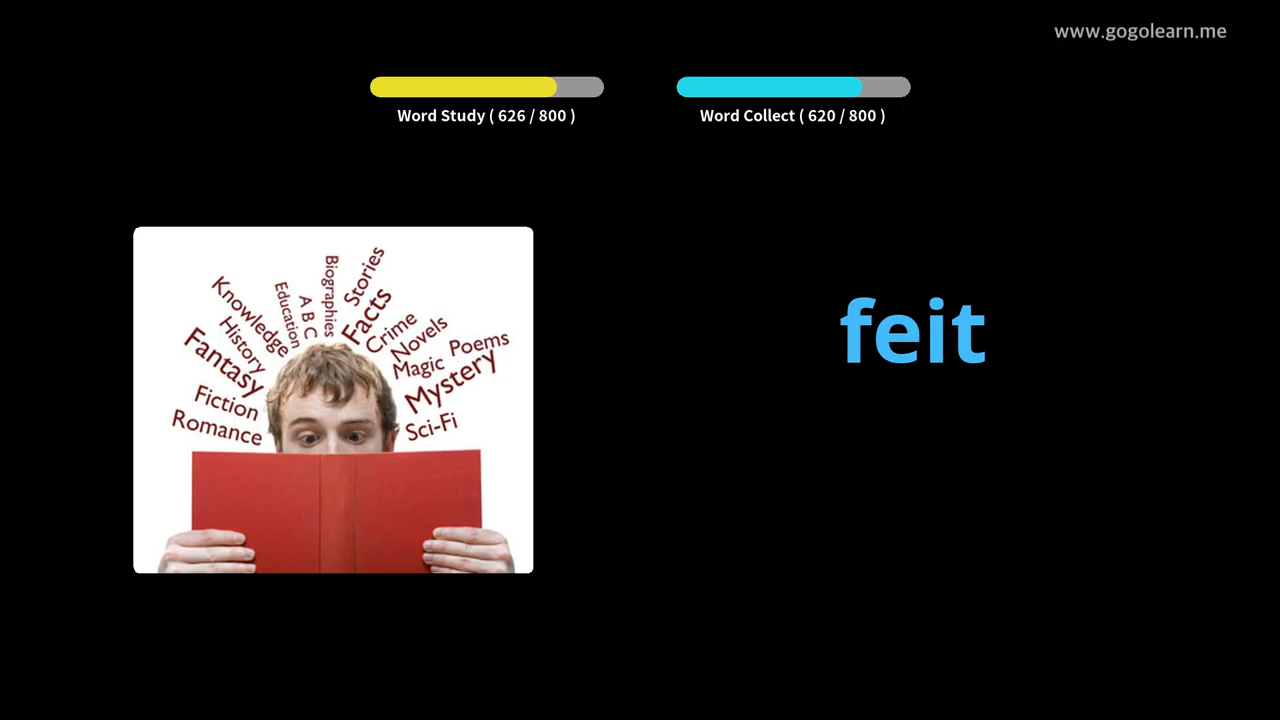 www.gogolearn.me
Word Study ( 626 / 800 )
Word Collect ( 620 / 800 )
feit
Stories
Biographies
A B C
Education
Facts
Knowledge
Crime
History
Novels
Poems
Fantasy
Magic
Mystery
Fiction
Romance
Sci-Fi